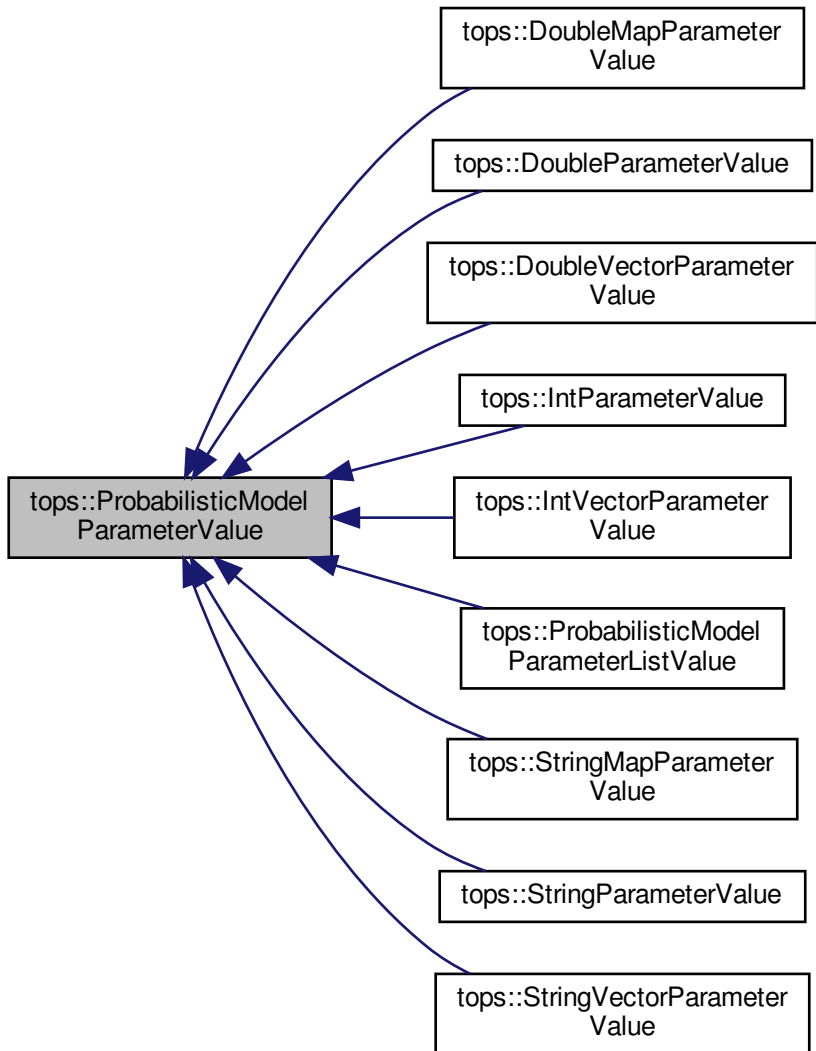 tops::DoubleMapParameter
Value
tops::DoubleParameterValue
tops::DoubleVectorParameter
Value
tops::IntParameterValue
tops::ProbabilisticModel
ParameterValue
tops::IntVectorParameter
Value
tops::ProbabilisticModel
ParameterListValue
tops::StringMapParameter
Value
tops::StringParameterValue
tops::StringVectorParameter
Value